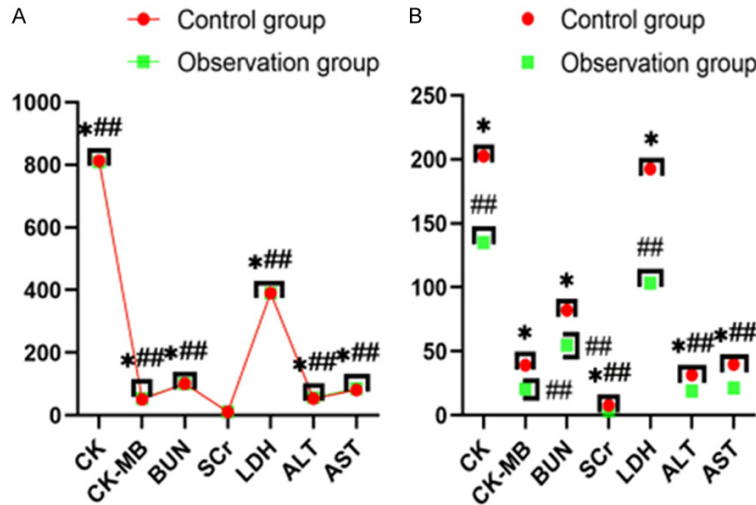 A
Control group
Observation group
1000
800
600
400
200
0
*##
*##
*##
*##
*##
*##
CK
CK-MB
BUN
SCr
LDH
ALT
AST
B
Control group
Observation group
250
200
150
100
50
0
*
##
*
##
*
##
*##
*
##
*##
*##
CK
CK-MB
BUN
SCr
LDH
ALT
AST